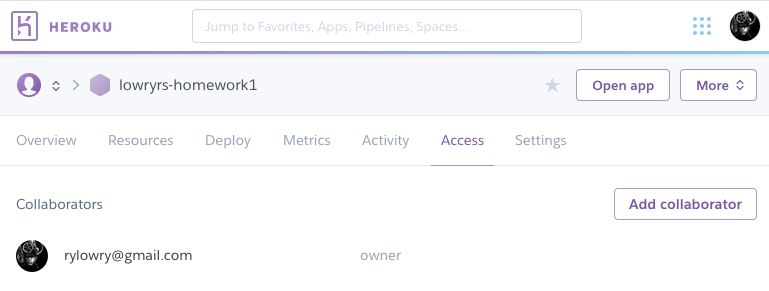 HEROKU
Jump to Favorites, Apps, Pipelines, Spaces...
lowryrs-homework1
Open app
More
Overview Resources Deploy Metrics Activity Access Settings
Collaborators
Add collaborator
rylowry@gmail.com owner